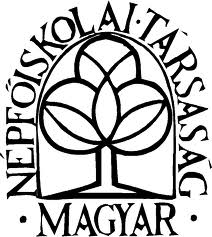 NÉPFŐISKOLAI · TÁRSASÁG
· MAGYAR ·